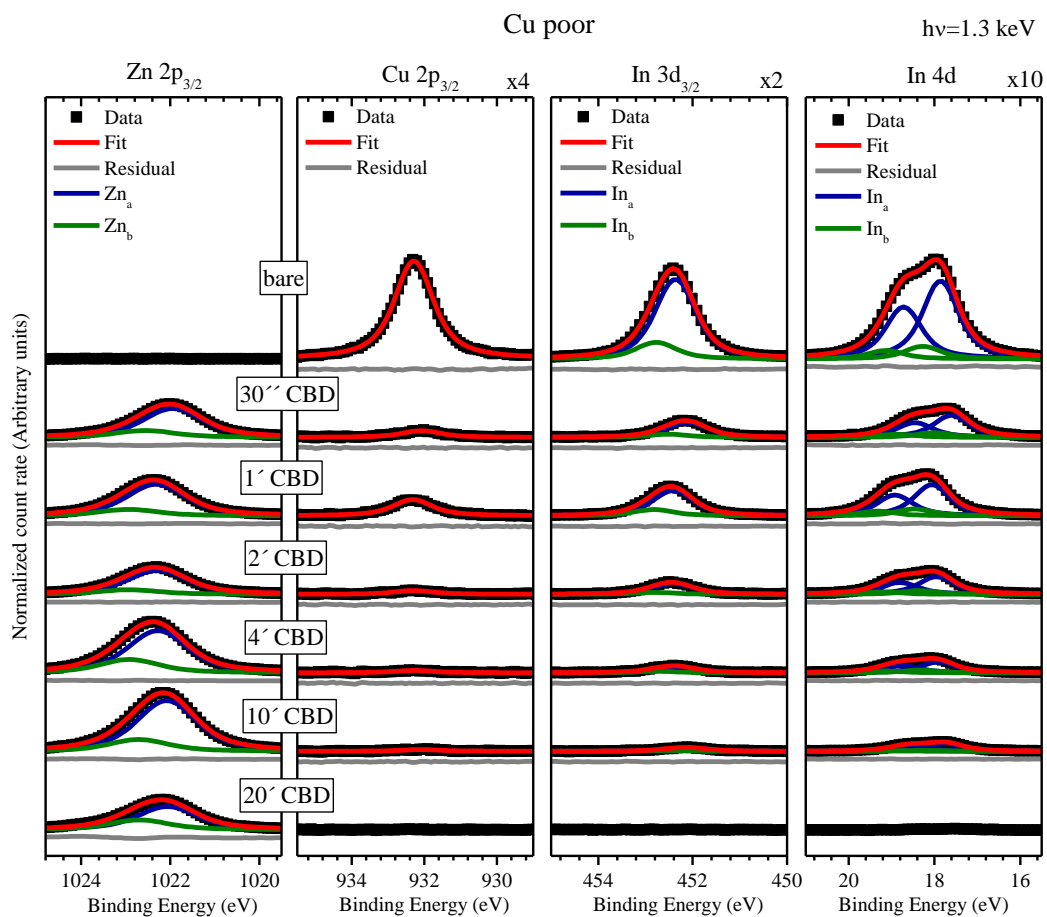 Cu poor
hν=1.3 keV
Zn 2p3/2
Cu 2p3/2 x4
In 3d3/2 x2
In 4d x10
Data
Fit
Residual
Zna
Znb
Data
Fit
Residual
Data
Fit
Residual
Ina
Inb
Data
Fit
Residual
Ina
Inb
bare
30´´ CBD
1´ CBD
2´ CBD
4´ CBD
10´ CBD
20´ CBD
Normalized count rate (Arbitrary units)
1024 1022 1020
934 932 930
454 452 450
20 18 16
Binding Energy (eV)
Binding Energy (eV)
Binding Energy (eV)
Binding Energy (eV)